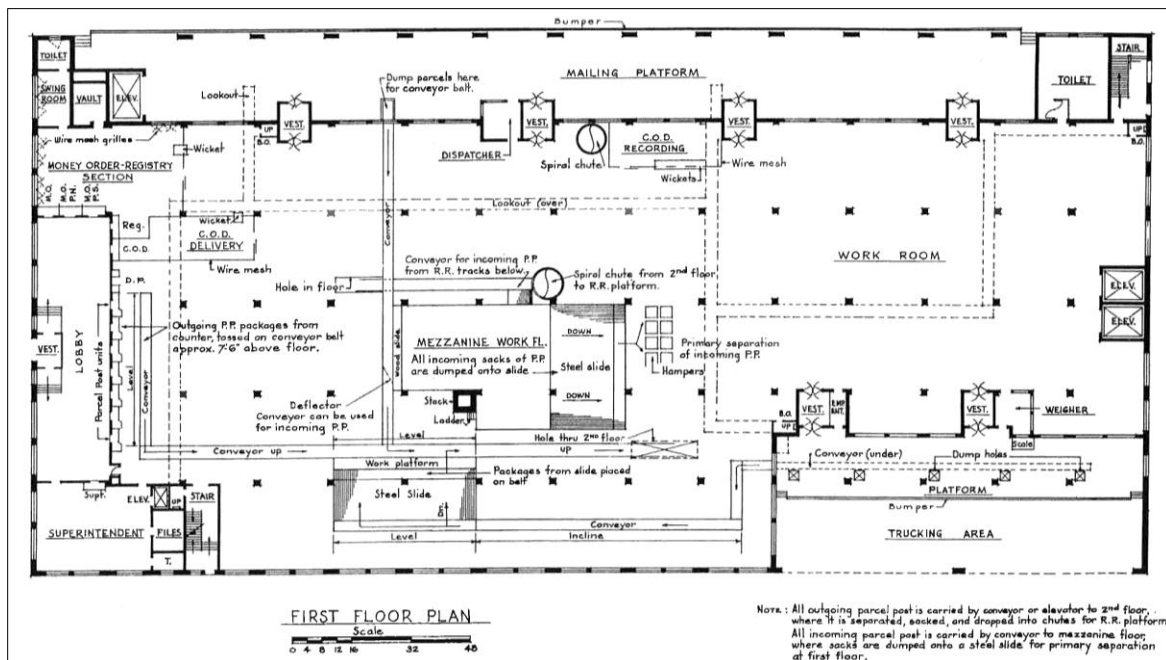 Bumper
TOILET
STAIR
MAILING PLATFORM
TOILET
SWING
ROOM
VAULT
ELEV.
Lookout
Dump parcels here
for conveyor belt.
VEST.
VEST.
VEST.
VEST.
UP
B.O.
UP
B.O.
Wire mesh grilles
Wicket
DISPATCHER
Spiral chute
C.O.D.
RECORDING
Wickets
Wire mesh
MONEY ORDER-REGISTRY
SECTION
M.O.
M.O.
P.N.
M.O.
P.S.
Conveyor
Lookout (over)
Reg.
Wicket
C.O.D.
C.O.D.
DELIVERY
Wire mesh
WORK ROOM
D.P.
Conveyor for incoming P.P.
from R.R. tracks below.
Hole in floor
Spiral chute from 2nd floor
to R.R. platform.
ELEV.
ELEV.
Outgoing P.P. packages from
counter, tossed on conveyor belt
approx. 7'-6" above floor.
VEST.
LOBBY
Parcel Post units
Level
Conveyor
Wood slide
MEZZANINE WORK FL.
All incoming sacks of P.P.
are dumped onto slide
DOWN
Steel slide
DOWN
Primary separation
of incoming P.P.
Hampers
Deflector
Conveyor can be used
for incoming P.P.
Stack
Ladder
Level
Hole thru 2ND floor
UP
Conveyor up
B.O.
UP
VEST.
VEST.
WEIGHER
Scale
Work platform
Packages from slide placed
on belt
Steel Slide
Dn.
Conveyor (under)
Dump holes
PLATFORM
Bumper
Supt.
ELEV.
UP
STAIR
SUPERINTENDENT
FILES
T.
Conveyor
Level
Incline
TRUCKING AREA
FIRST FLOOR PLAN
Scale
0 4 8 12 16 32 48
NOTE: All outgoing parcel post is carried by conveyor or elevator to 2nd floor,
where it is separated, sacked, and dropped into chutes for R.R. platform
All incoming parcel post is carried by conveyor to mezzanine floor,
where sacks are dumped onto a steel slide for primary separation
at first floor.